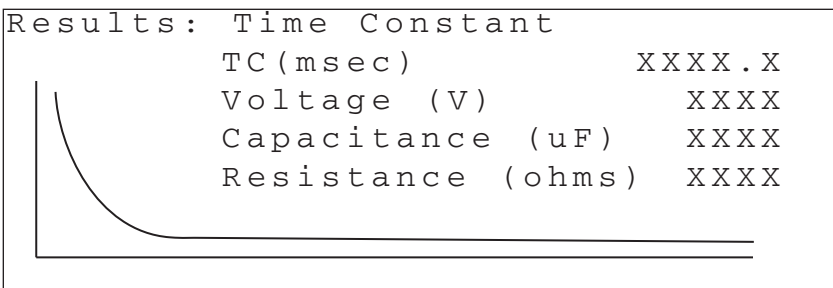 Results: Time Constant
TC(msec) XXXX.X
Voltage (V) XXXX
Capacitance (uF) XXXX
Resistance (ohms) XXXX